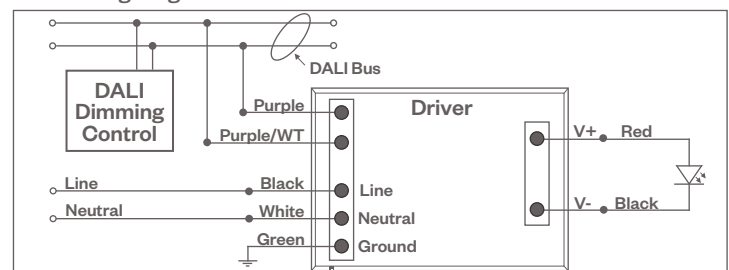 DALI Bus
DALI
Dimming
Control
Driver
Purple
Purple/WT
V+ Red
Line Black Line
Neutral White Neutral
V- Black
Green Ground